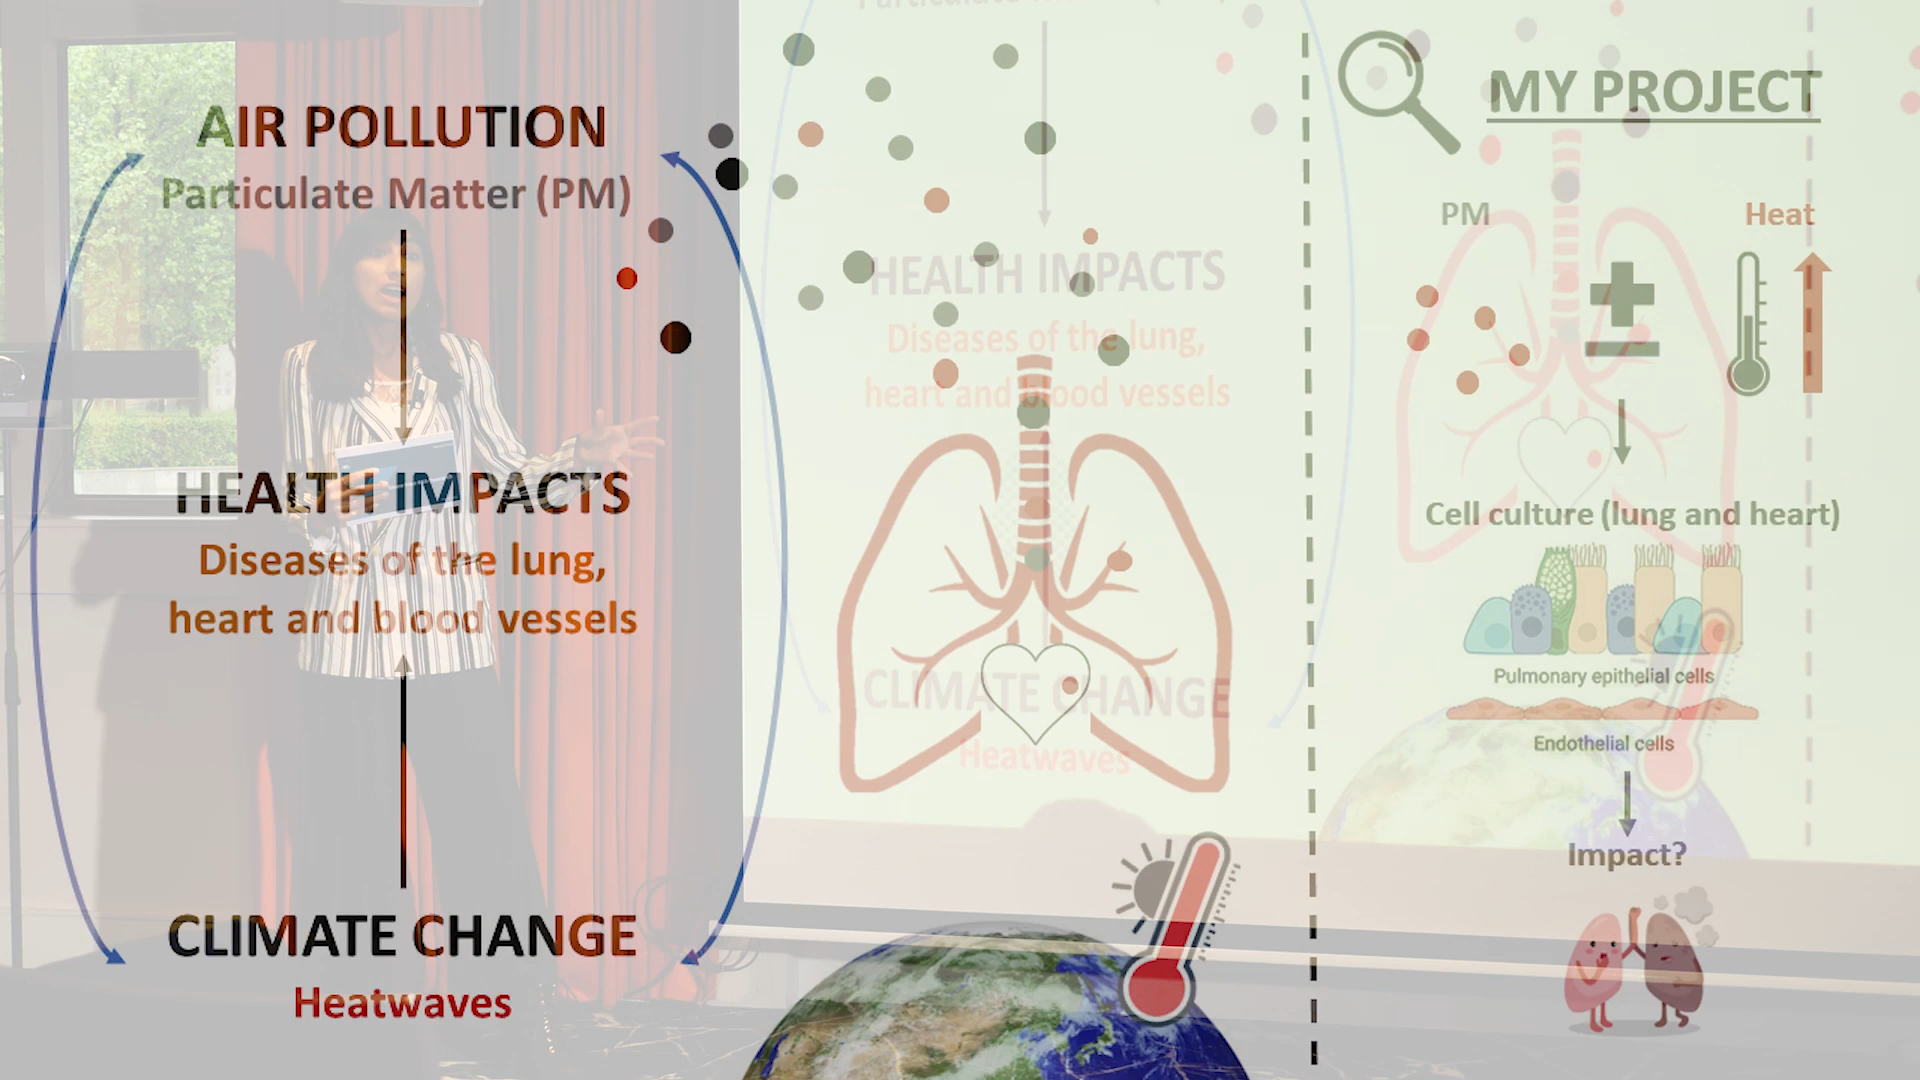 AIR POLLUTION
Particulate Matter (PM)
HEALTH IMPACTS
Diseases of the lung,
heart and blood vessels
CLIMATE CHANGE
Heatwaves
HEALTH IMPACTS
Diseases of the lung,
heart and blood vessels
CLIMATE CHANGE
Heatwaves
MY PROJECT
PM
Heat
Cell culture (lung and heart)
Pulmonary epithelial cells
Endothelial cells
Impact?